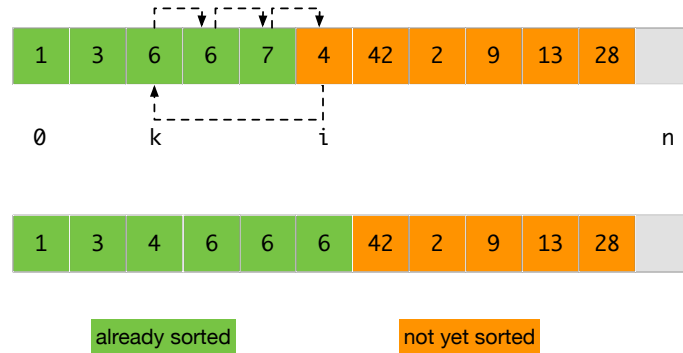 1 3 6 6 7 4 42 2 9 13 28
0 k i n
1 3 4 6 6 6 42 2 9 13 28
already sorted not yet sorted